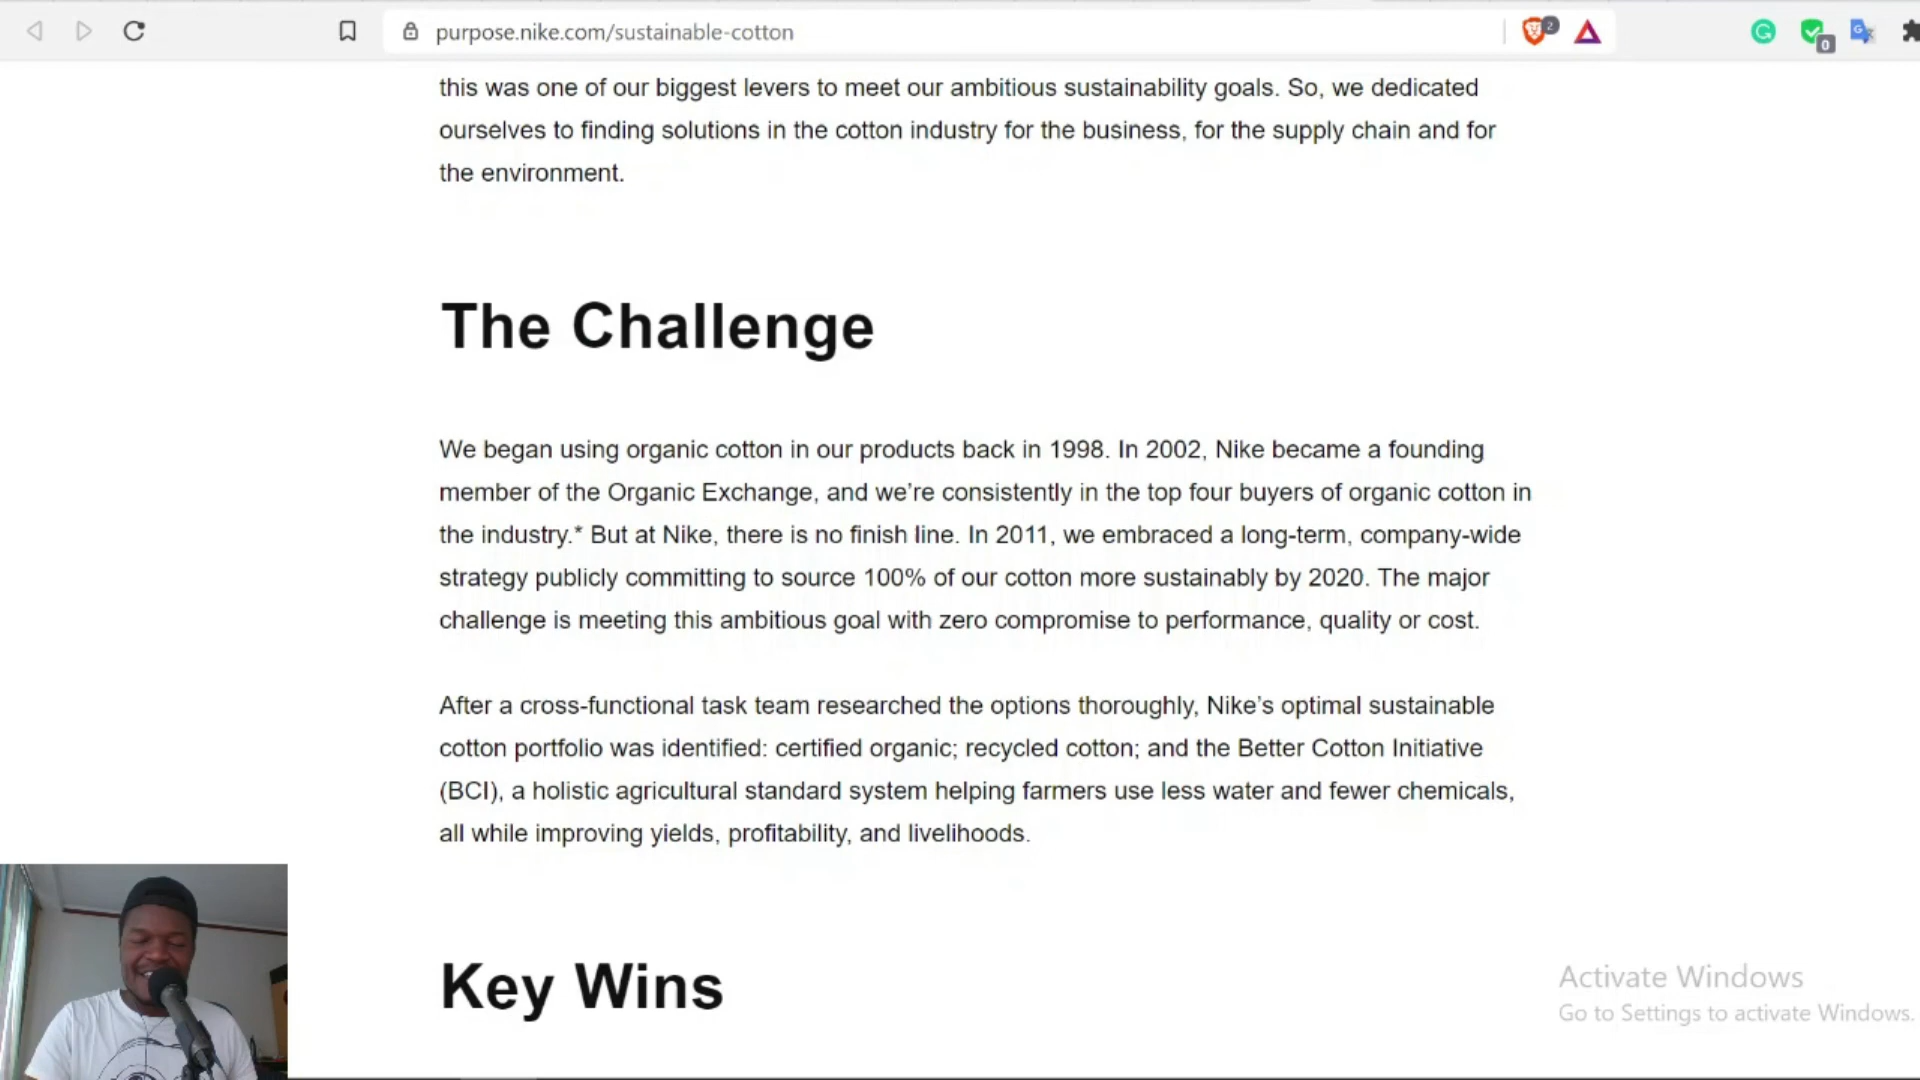 purpose.nike.com/sustainable-cotton
2
0
this was one of our biggest levers to meet our ambitious sustainability goals. So, we dedicated
ourselves to finding solutions in the cotton industry for the business, for the supply chain and for
the environment.
The Challenge
We began using organic cotton in our products back in 1998. In 2002, Nike became a founding
member of the Organic Exchange, and we’re consistently in the top four buyers of organic cotton in
the industry.* But at Nike, there is no finish line. In 2011, we embraced a long-term, company-wide
strategy publicly committing to source 100% of our cotton more sustainably by 2020. The major
challenge is meeting this ambitious goal with zero compromise to performance, quality or cost.
After a cross-functional task team researched the options thoroughly, Nike’s optimal sustainable
cotton portfolio was identified: certified organic; recycled cotton; and the Better Cotton Initiative
(BCI), a holistic agricultural standard system helping farmers use less water and fewer chemicals,
all while improving yields, profitability, and livelihoods.
Key Wins
Activate Windows
Go to Settings to activate Windows.